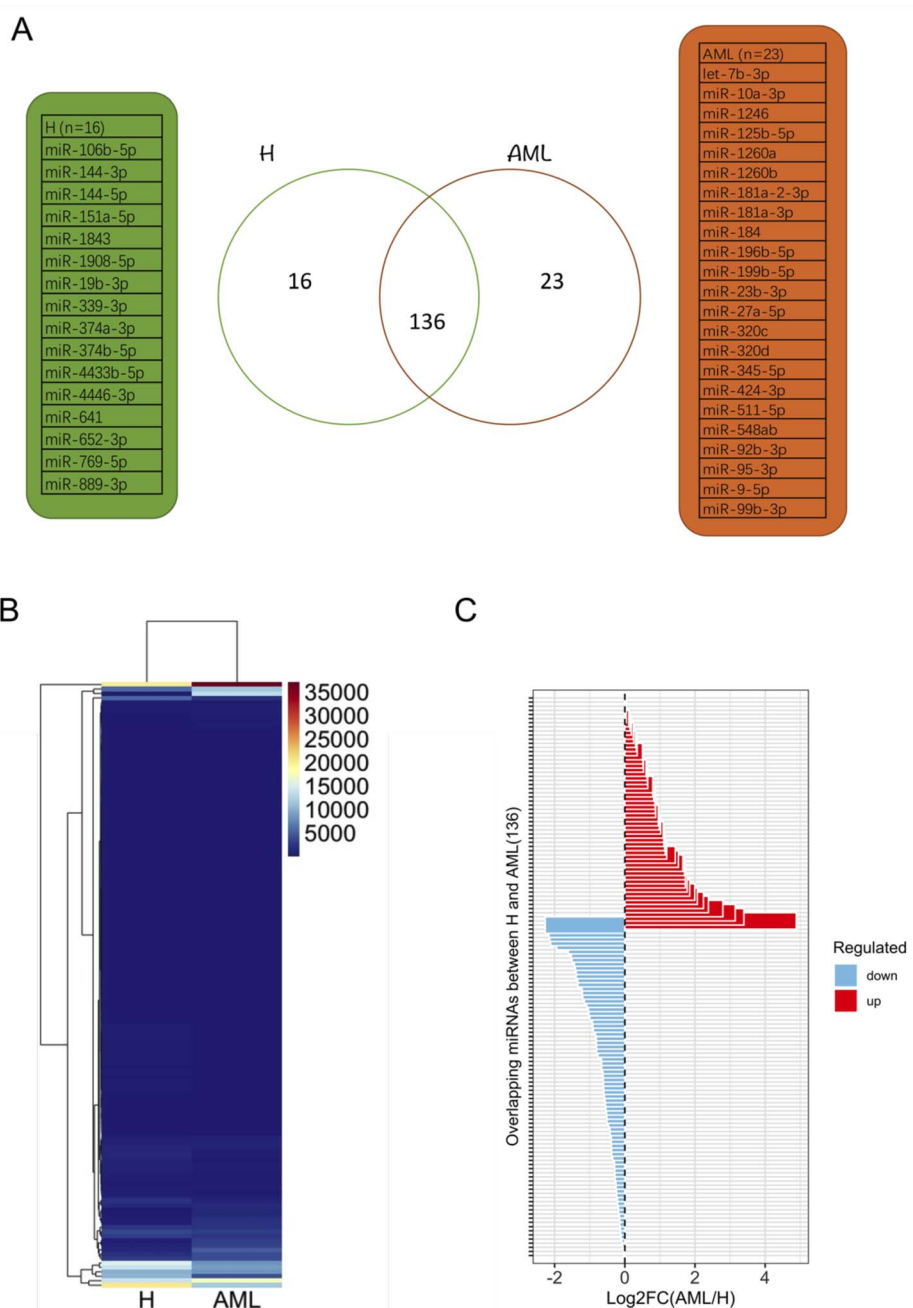 A
H (n=16)
miR-106b-5p
miR-144-3p
miR-144-5p
miR-151a-5p
miR-1843
miR-1908-5p
miR-19b-3p
miR-339-3p
miR-374a-3p
miR-374b-5p
miR-4433b-5p
miR-4446-3p
miR-641
miR-652-3p
miR-769-5p
miR-889-3p
H
AML
16
136
23
AML (n=23)
let-7b-3p
miR-10a-3p
miR-1246
miR-125b-5p
miR-1260a
miR-1260b
miR-181a-2-3p
miR-181a-3p
miR-184
miR-196b-5p
miR-199b-5p
miR-23b-3p
miR-27a-5p
miR-320c
miR-320d
miR-345-5p
miR-424-3p
miR-511-5p
miR-548ab
miR-92b-3p
miR-95-3p
miR-9-5p
miR-99b-3p
B
35000
30000
25000
20000
15000
10000
5000
H
AML
C
Overlapping miRNAs between H and AML(136)
-2
0
2
4
Log2FC(AML/H)
Regulated
down
up